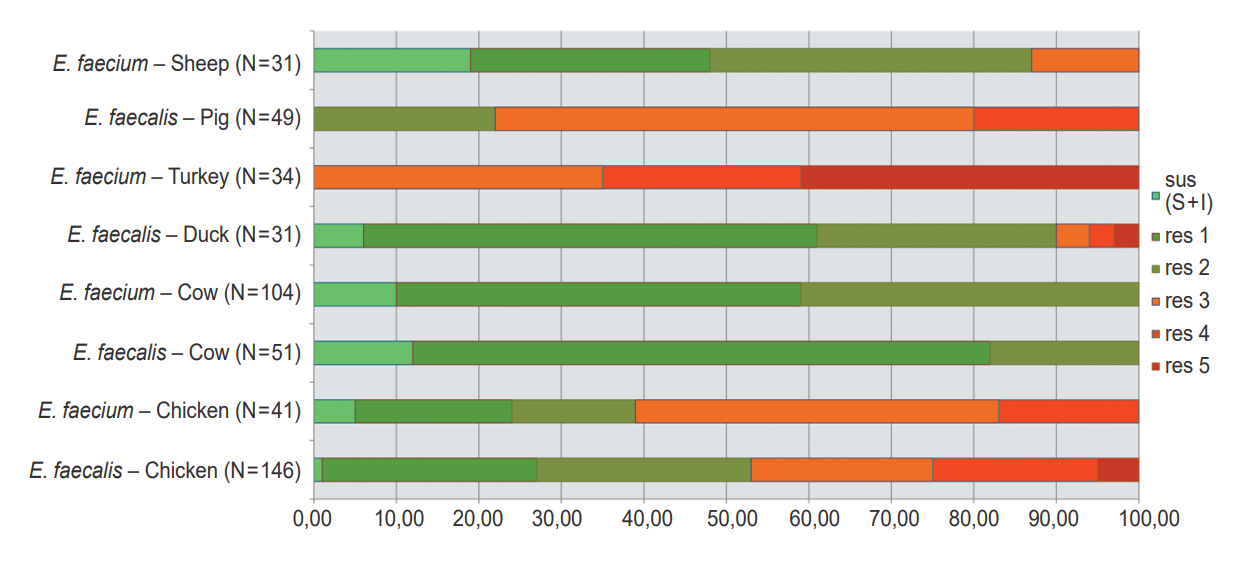 E. faecium – Sheep (N=31)
E. faecalis – Pig (N=49)
E. faecium – Turkey (N=34)
E. faecalis – Duck (N=31)
E. faecium – Cow (N=104)
E. faecalis – Cow (N=51)
E. faecium – Chicken (N=41)
E. faecalis – Chicken (N=146)
0,00 10,00 20,00 30,00 40,00 50,00 60,00 70,00 80,00 90,00 100,00
sus
(S+I)
res 1
res 2
res 3
res 4
res 5